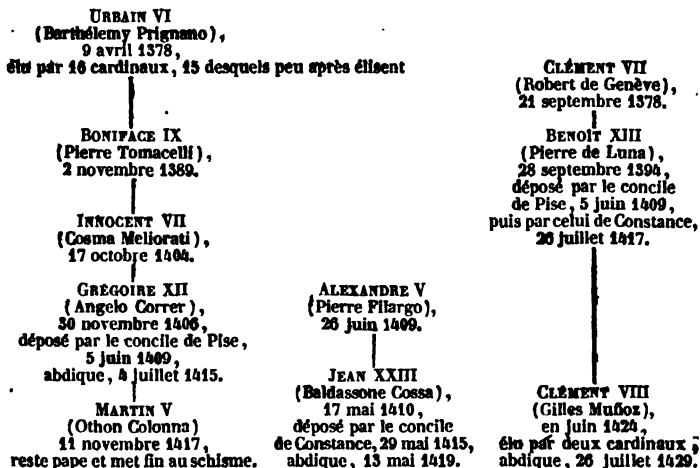 URBAIN VI
(Barthélemy Prignano),
9 avril 1378,
élu par 16 cardinaux, 15 desquels peu après élisent
BONIFACE IX
(Pierre Tomacelli),
2 novembre 1389.
INNOCENT VII
(Cosma Meliorati),
17 octobre 1404.
GRÉGOIRE XII
(Angelo Correr),
30 novembre 1406,
déposé par le concile de Pise,
5 juin 1409,
abdique, 4 juillet 1415.
MARTIN V
(Othon Colonna)
11 novembre 1417,
reste pape et met fin au schisme.
ALEXANDRE V
(Pierre Filargo),
26 juin 1409.
JEAN XXIII
(Baldassone Cossa),
17 mai 1410,
déposé par le concile
de Constance, 29 mai 1415,
abdique, 13 mai 1419.
CLÉMENT VII
(Robert de Genève),
21 septembre 1378.
BENOÎT XIII
(Pierre de Luna),
28 septembre 1394,
déposé par le concile
de Pise, 5 juin 1409,
puis par celui de Constance,
26 juillet 1417.
CLÉMENT VIII
(Gilles Muñoz),
en juin 1424,
élu par deux cardinaux;
abdique, 26 juillet 1429.